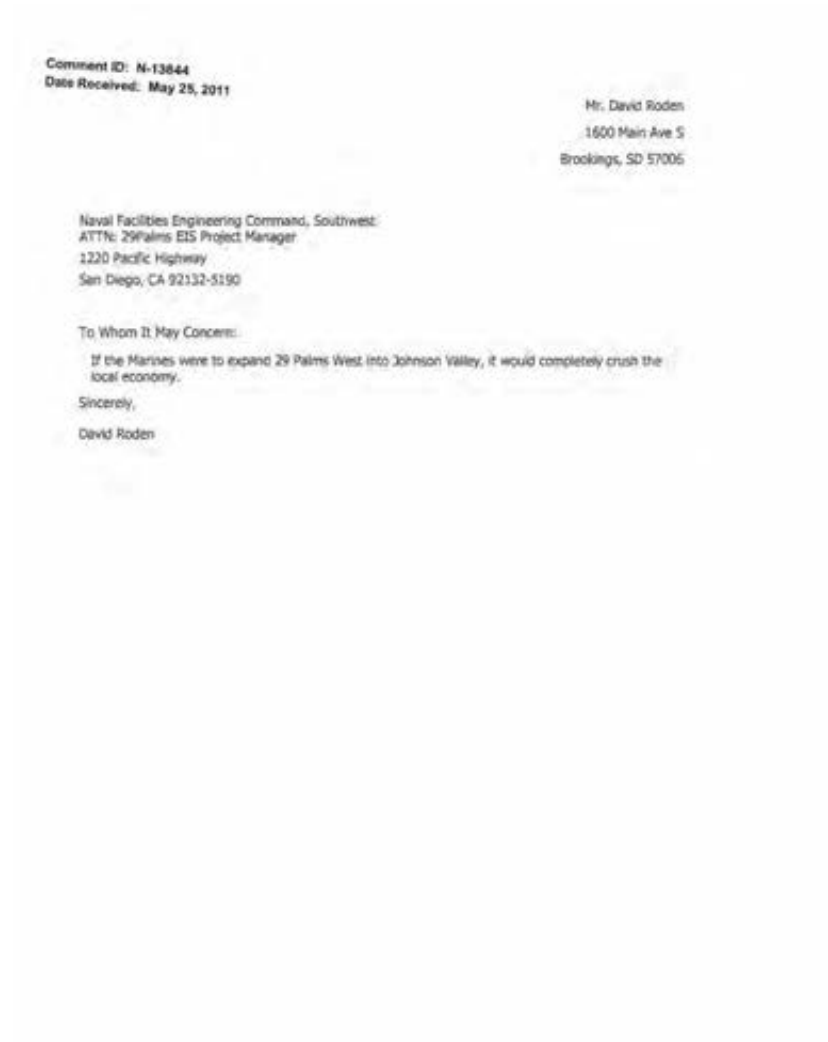 Comment ID: N-13844
Date Received: May 25, 2011
Mr. David Roden
1600 Main Ave S
Brookings, SD 57006
Naval Facilities Engineering Command, Southwest
ATTN: 29Palms EIS Project Manager
1220 Pacific Highway
San Diego, CA 92132-5190
To Whom It May Concern:
If the Marines were to expand 29 Palms West into Johnson Valley, it would completely crush the
local economy.
Sincerely,
David Roden